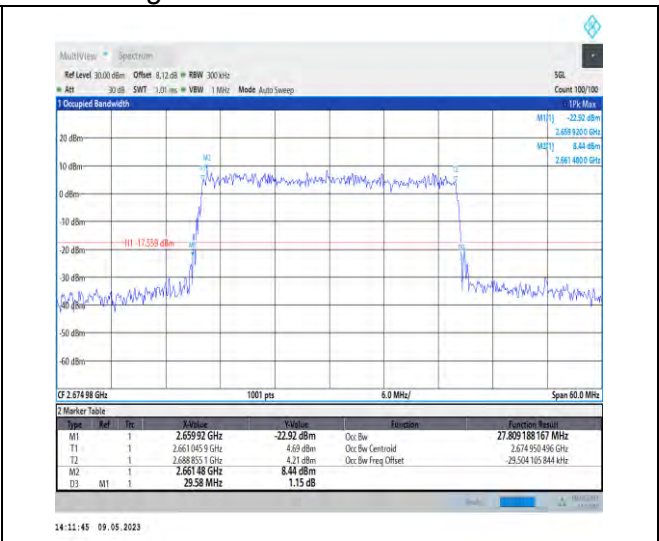 MultiView Spectrum
Ref Level 30.00 dBm Offset 8.12 dB RBW 300 kHz SGL
Att 30 dB SWT 1.01 ms VBW 1 MHz Mode Auto Sweep Count 100/100
1 Occupied Bandwidth 1Pk Max
M1[1] -22.92 dBm
2.659 9200 GHz
20 dBm
M2[1] 8.44 dBm
2.661 4800 GHz
M2
10 dBm
0 dBm
-10 dBm
H1 -17.559 dBm
-20 dBm
-30 dBm
-40 dBm
-50 dBm
-60 dBm
CF 2.674 98 GHz 1001 pts 6.0 MHz/ Span 60.0 MHz
2 Marker Table
Type Ref Trc X-Value Y-Value Function Function Result
M1 1 2.659 92 GHz -22.92 dBm Occ Bw 27.809 188 167 MHz
T1 1 2.661 045 9 GHz 4.69 dBm Occ Bw Centroid 2.674 950 496 GHz
T2 1 2.688 855 1 GHz 4.21 dBm Occ Bw Freq Offset -29.504 105 844 kHz
M2 1 2.661 48 GHz 8.44 dBm
D3 M1 1 29.58 MHz 1.15 dB
14:11:45 09.05.2023